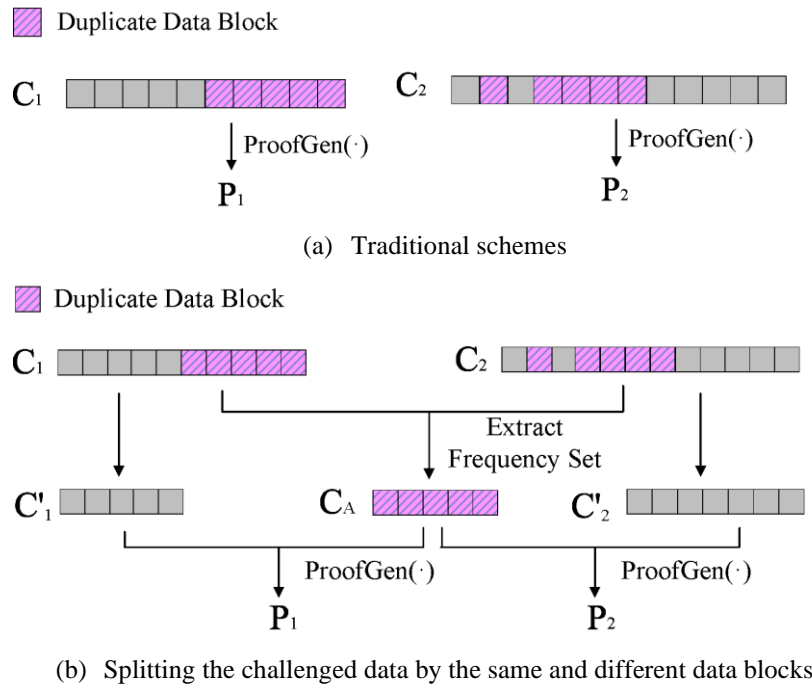 Duplicate Data Block
C1
C2
ProofGen(·)
ProofGen(·)
P1
P2
(a) Traditional schemes
Duplicate Data Block
C1
C2
Extract
Frequency Set
C'1
CA
C'2
ProofGen(·)
ProofGen(·)
P1
P2
(b) Splitting the challenged data by the same and different data blocks